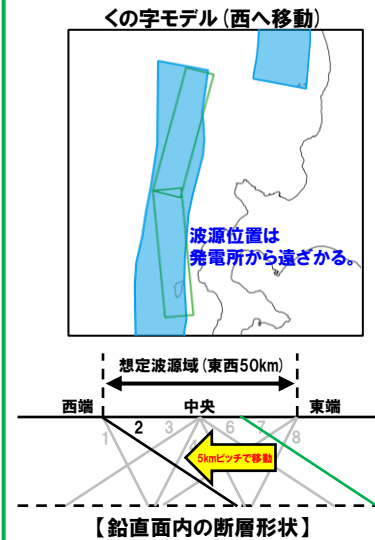 くの字モデル(西へ移動)
波源位置は
発電所から遠ざかる。
想定波源域(東西50km)
西端 中央 東端
1 2 3 6 7 8
5kmピッチで移動
【鉛直面内の断層形状】